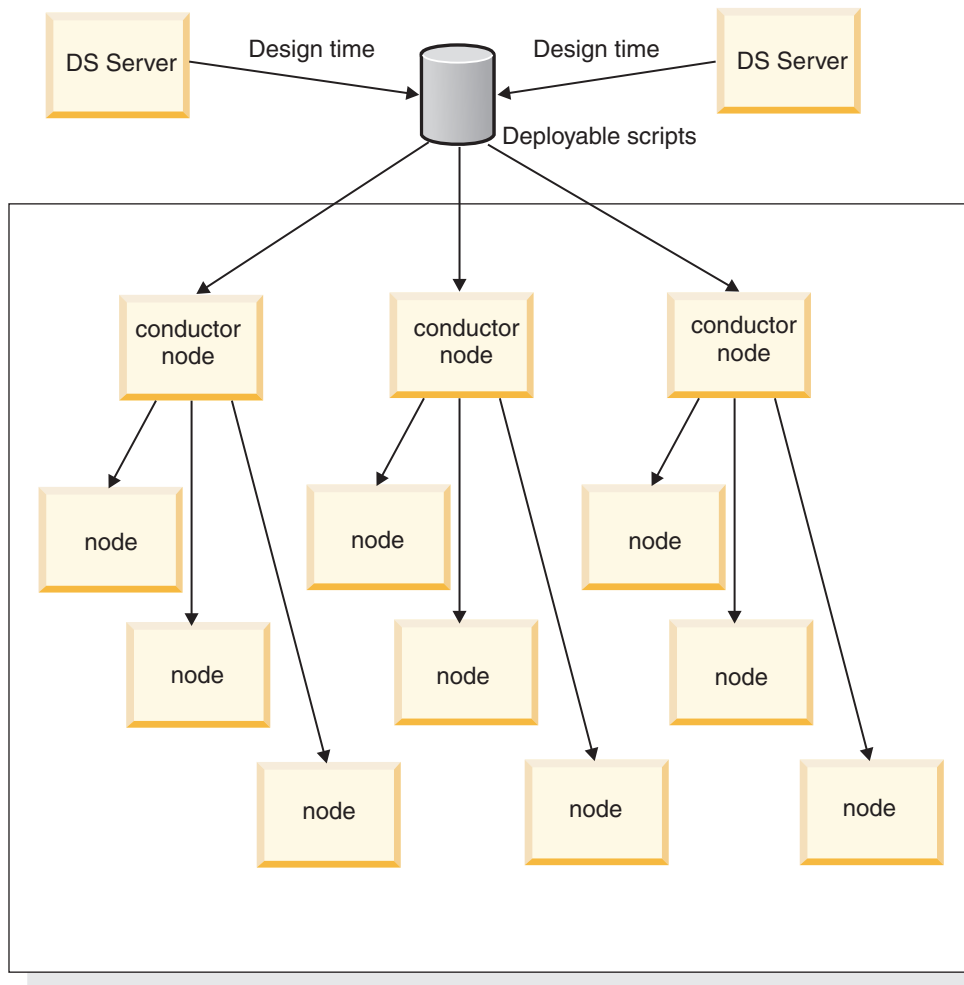 DS Server
Design time
Design time
DS Server
Deployable scripts
conductor
node
conductor
node
conductor
node
node
node
node
node
node
node
node
node
node